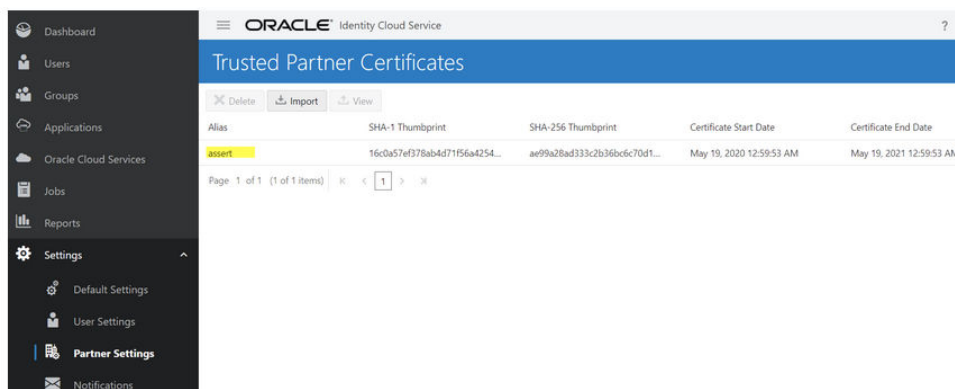 Dashboard
Users
Groups
Applications
Oracle Cloud Services
Jobs
Reports
Settings
Default Settings
User Settings
Partner Settings
Notifications
ORACLE Identity Cloud Service
?
Trusted Partner Certificates
Delete Import View
Alias SHA-1 Thumbprint SHA-256 Thumbprint Certificate Start Date Certificate End Date
assert 16c0a57ef378ab4d71f56a4254... ae99a28ad333c2b36bc6c70d1... May 19, 2020 12:59:53 AM May 19, 2021 12:59:53 AM
Page 1 of 1 (1 of 1 items) 1